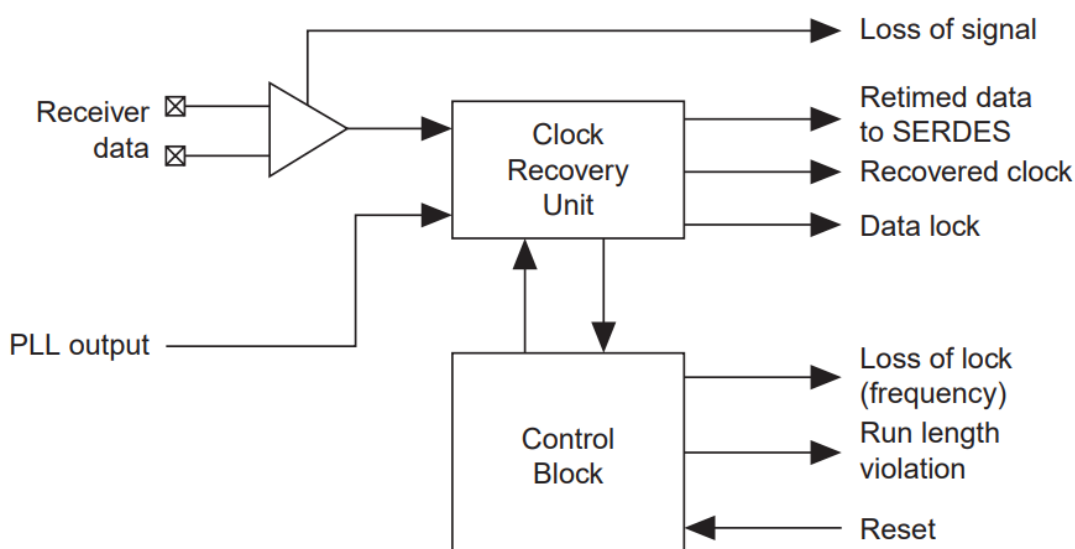 Loss of signal
Receiver
data
Clock
Recovery
Unit
Retimed data
to SERDES
Recovered clock
Data lock
PLL output
Control
Block
Loss of lock
(frequency)
Run length
violation
Reset